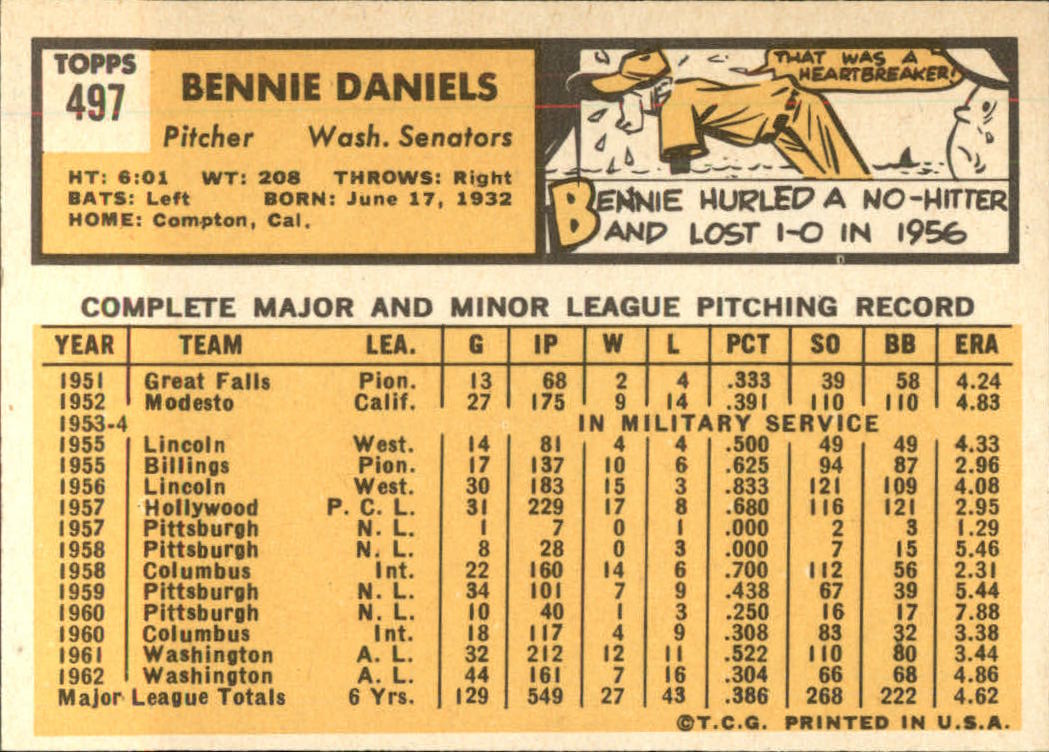 TOPPS
497
BENNIE DANIELS
Pitcher Wash. Senators
HT: 6:01 WT: 208 THROWS: Right
BATS: Left BORN: June 17, 1932
HOME: Compton, Cal.
THAT WAS A
HEARTBREAKER!
BENNIE HURLED A NO-HITTER
AND LOST 1-0 IN 1956
COMPLETE MAJOR AND MINOR LEAGUE PITCHING RECORD
YEAR TEAM LEA. G IP W L PCT SO BB ERA
1951 Great Falls Pion. 13 68 2 4 .333 39 58 4.24
1952 Modesto Calif. 27 175 9 14 .391 110 110 4.83
1953-4 IN MILITARY SERVICE
1955 Lincoln West. 14 81 4 4 .500 49 49 4.33
1955 Billings Pion. 17 137 10 6 .625 94 87 2.96
1956 Lincoln West. 30 183 15 3 .833 121 109 4.08
1957 Hollywood P. C. L. 31 229 17 8 .680 116 121 2.95
1957 Pittsburgh N. L. 1 7 0 1 .000 2 3 1.29
1958 Pittsburgh N. L. 8 28 0 3 .000 7 15 5.46
1958 Columbus Int. 22 160 14 6 .700 112 56 2.31
1959 Pittsburgh N. L. 34 101 7 9 .438 67 39 5.44
1960 Pittsburgh N. L. 10 40 1 3 .250 16 17 7.88
1960 Columbus Int. 18 117 4 9 .308 83 32 3.38
1961 Washington A. L. 32 212 12 11 .522 110 80 3.44
1962 Washington A. L. 44 161 7 16 .304 66 68 4.86
Major League Totals 6 Yrs. 129 549 27 43 .386 268 222 4.62
©T.C.G. PRINTED IN U.S.A.